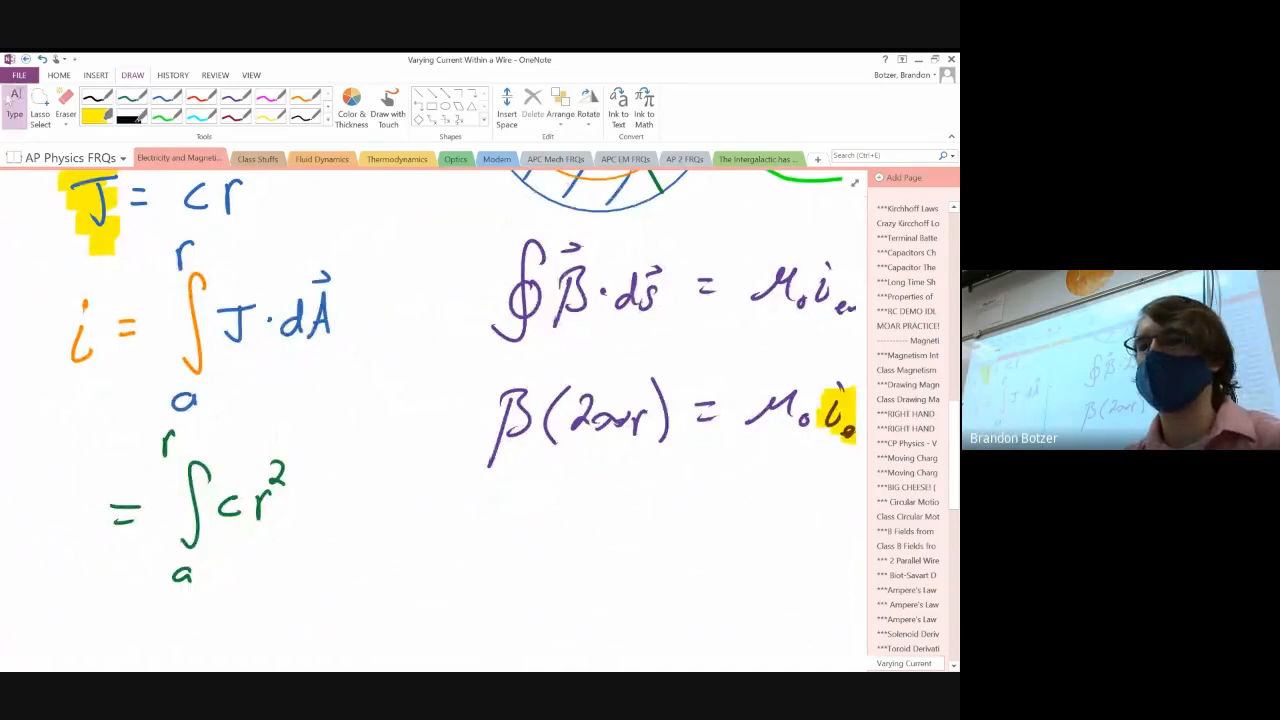 Varying Current Within a Wire - OneNote
FILE HOME INSERT DRAW HISTORY REVIEW VIEW
Botzer, Brandon
Type Lasso Select Eraser Color & Thickness Draw with Touch Insert Space Delete Arrange Rotate Ink to Text Ink to Math
Tools Shapes Edit Convert
AP Physics FRQs Electricity and Magneti... Class Stuffs Fluid Dynamics Thermodynamics Optics Modern APC Mech FRQs APC EM FRQs AP 2 FRQs The Intergalactic has ... Search (Ctrl+E)
Add Page
***Kirchhoff Laws
Crazy Kircchoff Lo
***Terminal Batte
***Capacitors Ch
***Capacitor The
***Long Time Sh
***Properties of
***RC DEMO IDL
MOAR PRACTICE!
---------- Magneti
***Magnetism Int
Class Magnetism
***Drawing Magn
Class Drawing Ma
***RIGHT HAND
***RIGHT HAND
***CP Physics - V
***Moving Charg
***Moving Charg
***BIG CHEESE! (
*** Circular Motio
Class Circular Mot
***B Fields from
Class B Fields fro
*** 2 Parallel Wire
*** Biot-Savart D
***Ampere's Law
*** Ampere's Law
***Ampere's Law
***Solenoid Deriv
***Toroid Derivati
Varying Current
J = cr
i = ∫ₐʳ J · dA⃗
= ∫ₐʳ cr²
∮ B⃗ · ds⃗ = μ₀ i en
B(2πr) = μ₀ i
Brandon Botzer